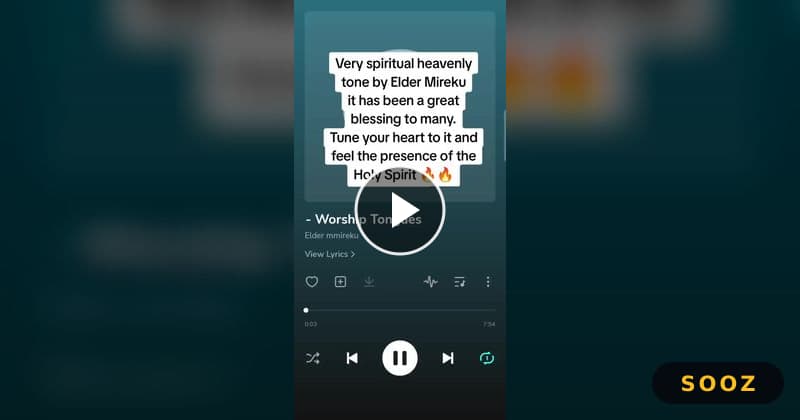 Very spiritual heavenly
tone by Elder Mireku
it has been a great
blessing to many.
Tune your heart to it and
feel the presence of the
Holy Spirit 🔥🔥
- Worship Tongues
Elder mmireku
View Lyrics >
0:03
7:54
SOOZ